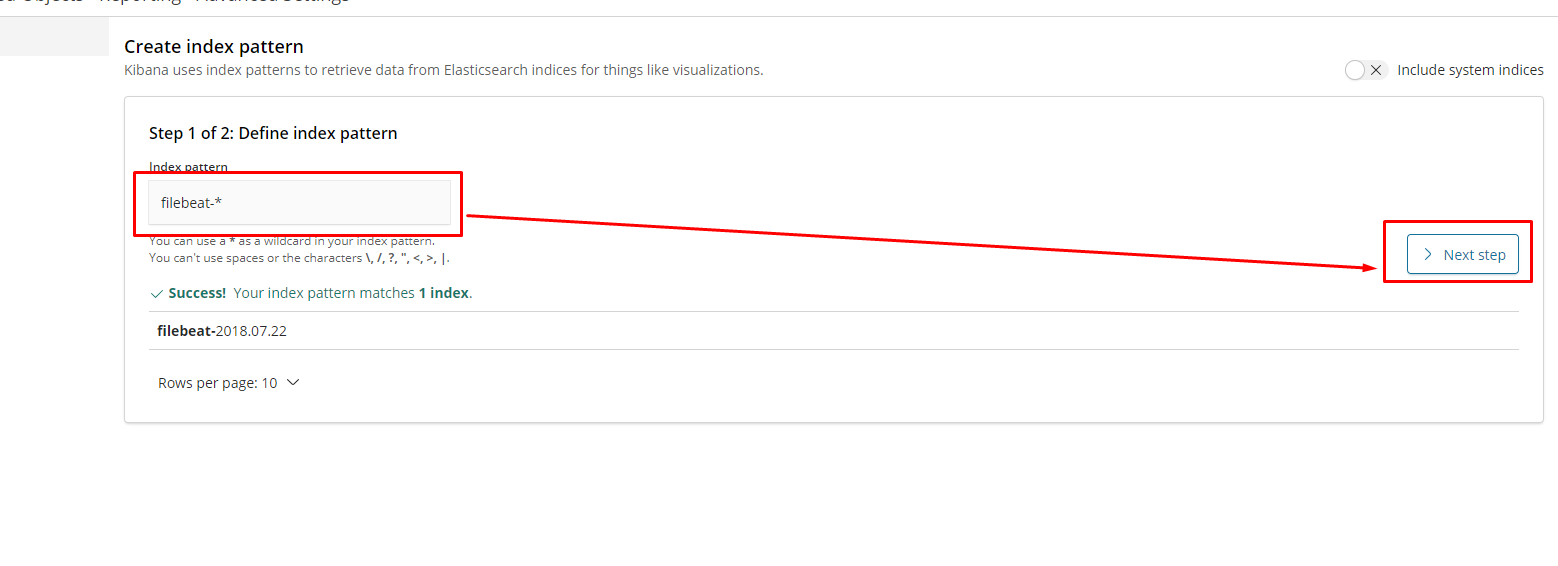 Reporting Advanced Settings
Create index pattern
Kibana uses index patterns to retrieve data from Elasticsearch indices for things like visualizations.
Include system indices
Step 1 of 2: Define index pattern
Index pattern
filebeat-*
You can use a * as a wildcard in your index pattern.
You can't use spaces or the characters \, /, ?, ", <, >, |.
Next step
Success! Your index pattern matches 1 index.
filebeat-2018.07.22
Rows per page: 10